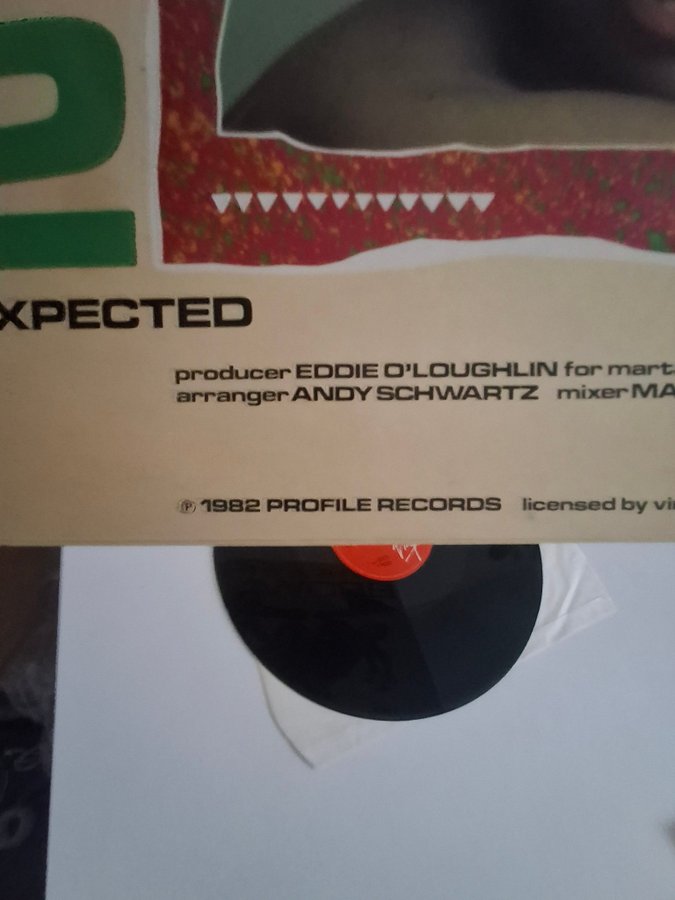 XPECTED
producer EDDIE O'LOUGHLIN for mart
arranger ANDY SCHWARTZ mixer MA
℗ 1982 PROFILE RECORDS licensed by vi